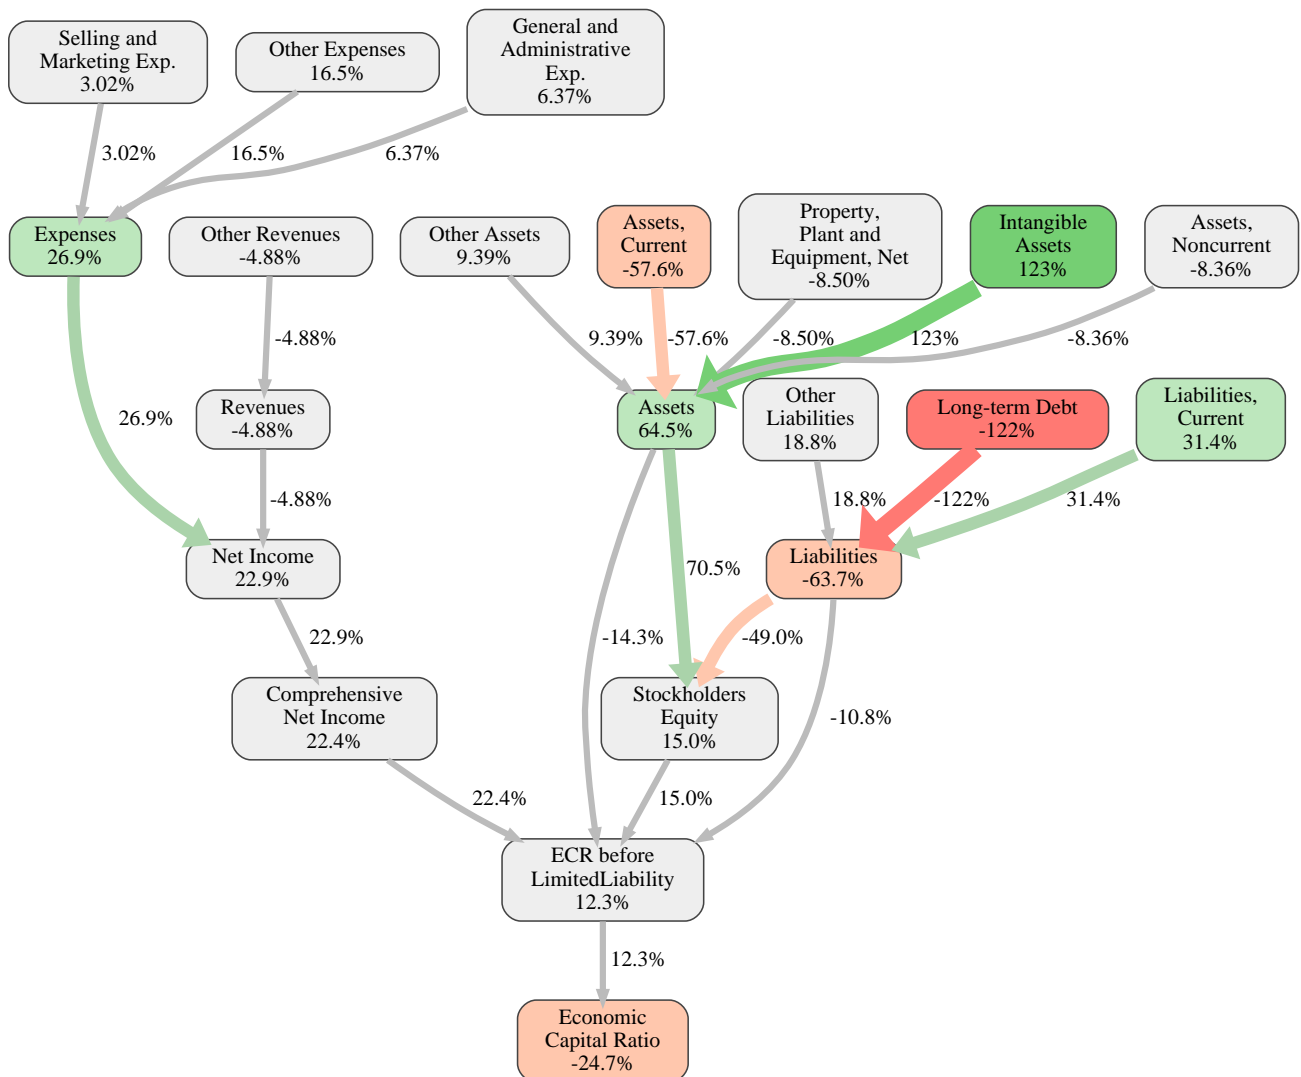 Selling and
Marketing Exp.
3.02%
Other Expenses
16.5%
General and
Administrative
Exp.
6.37%
3.02%
16.5%
6.37%
Expenses
26.9%
Other Revenues
-4.88%
Other Assets
9.39%
Assets,
Current
-57.6%
Property,
Plant and
Equipment, Net
-8.50%
Intangible
Assets
123%
Assets,
Noncurrent
-8.36%
-4.88%
9.39%
-57.6%
-8.50%
123%
-8.36%
26.9%
Revenues
-4.88%
Assets
64.5%
Other
Liabilities
18.8%
Long-term Debt
-122%
Liabilities,
Current
31.4%
-4.88%
18.8%
-122%
31.4%
Net Income
22.9%
70.5%
Liabilities
-63.7%
22.9%
-14.3%
-49.0%
Comprehensive
Net Income
22.4%
Stockholders
Equity
15.0%
-10.8%
22.4%
15.0%
ECR before
LimitedLiability
12.3%
12.3%
Economic
Capital Ratio
-24.7%